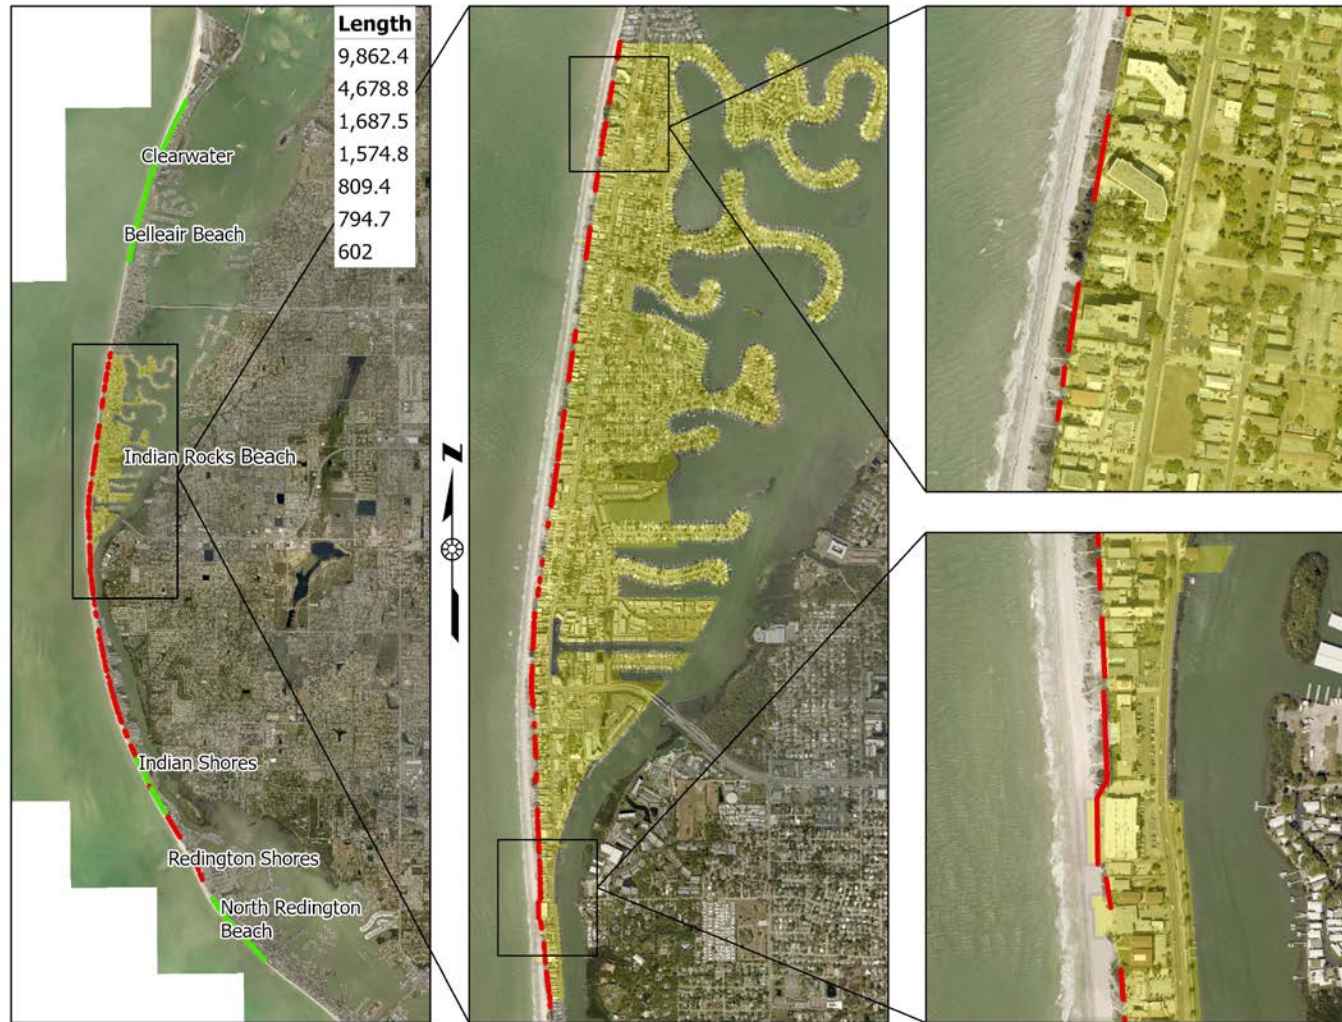 Length
9,862.4
4,678.8
1,687.5
1,574.8
809.4
794.7
602
Clearwater
Belleair Beach
Indian Rocks Beach
Indian Shores
Redington Shores
North Redington
Beach
N